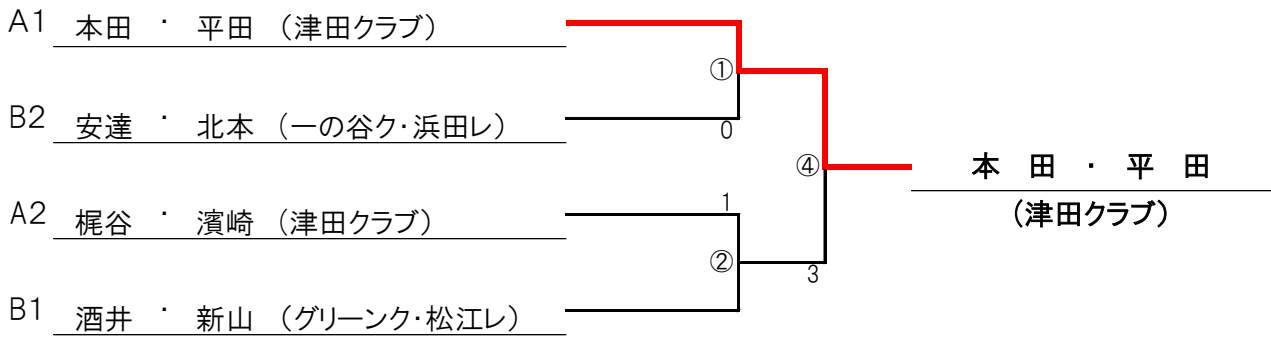 A1 本田 ・ 平田 （津田クラブ）
①
B2 安達 ・ 北本 （一の谷ク・浜田レ）
0
④
本 田 ・ 平 田
（津田クラブ）
A2 梶谷 ・ 濱崎 （津田クラブ）
1
②
3
B1 酒井 ・ 新山 （グリーンク・松江レ）